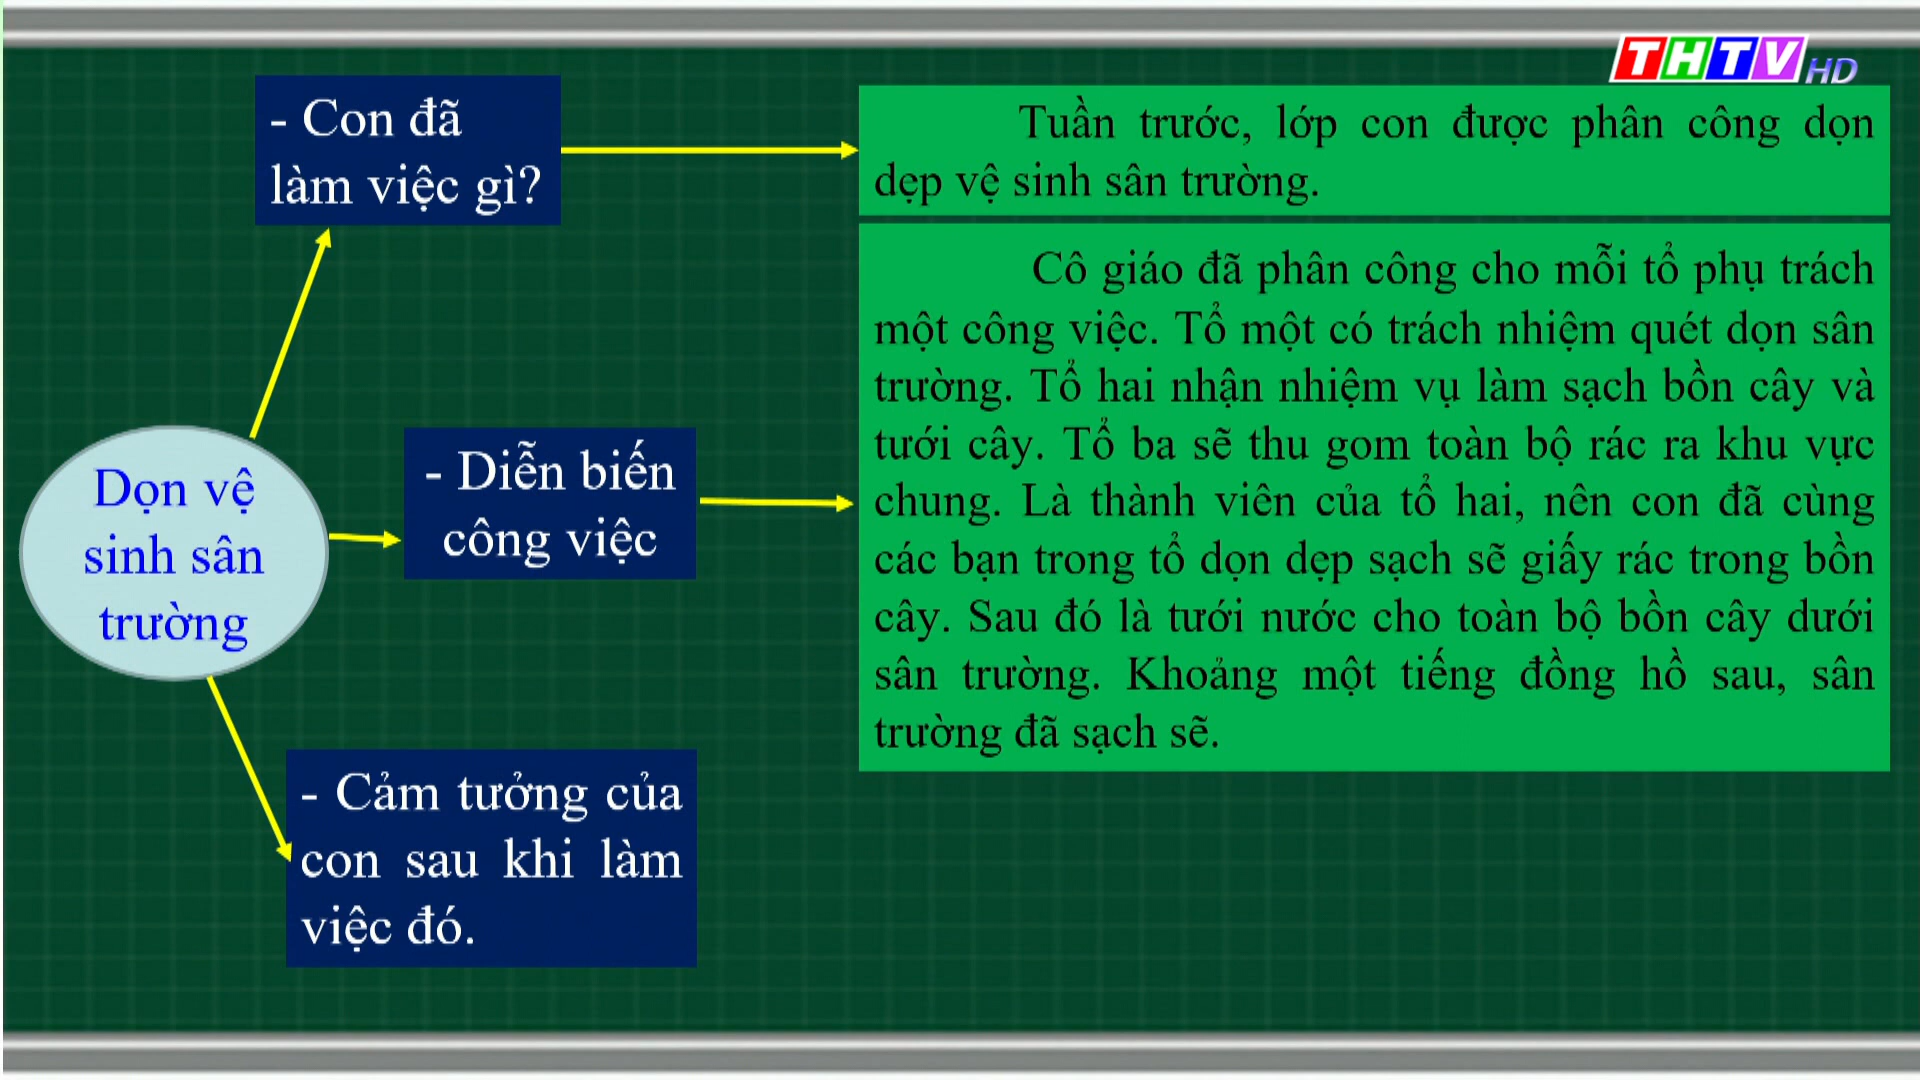 THTV HD
- Con đã
làm việc gì?
Tuần trước, lớp con được phân công dọn
dẹp vệ sinh sân trường.
Dọn vệ
sinh sân
trường
- Diễn biến
công việc
Cô giáo đã phân công cho mỗi tổ phụ trách
một công việc. Tổ một có trách nhiệm quét dọn sân
trường. Tổ hai nhận nhiệm vụ làm sạch bồn cây và
tưới cây. Tổ ba sẽ thu gom toàn bộ rác ra khu vực
chung. Là thành viên của tổ hai, nên con đã cùng
các bạn trong tổ dọn dẹp sạch sẽ giấy rác trong bồn
cây. Sau đó là tưới nước cho toàn bộ bồn cây dưới
sân trường. Khoảng một tiếng đồng hồ sau, sân
trường đã sạch sẽ.
- Cảm tưởng của
con sau khi làm
việc đó.